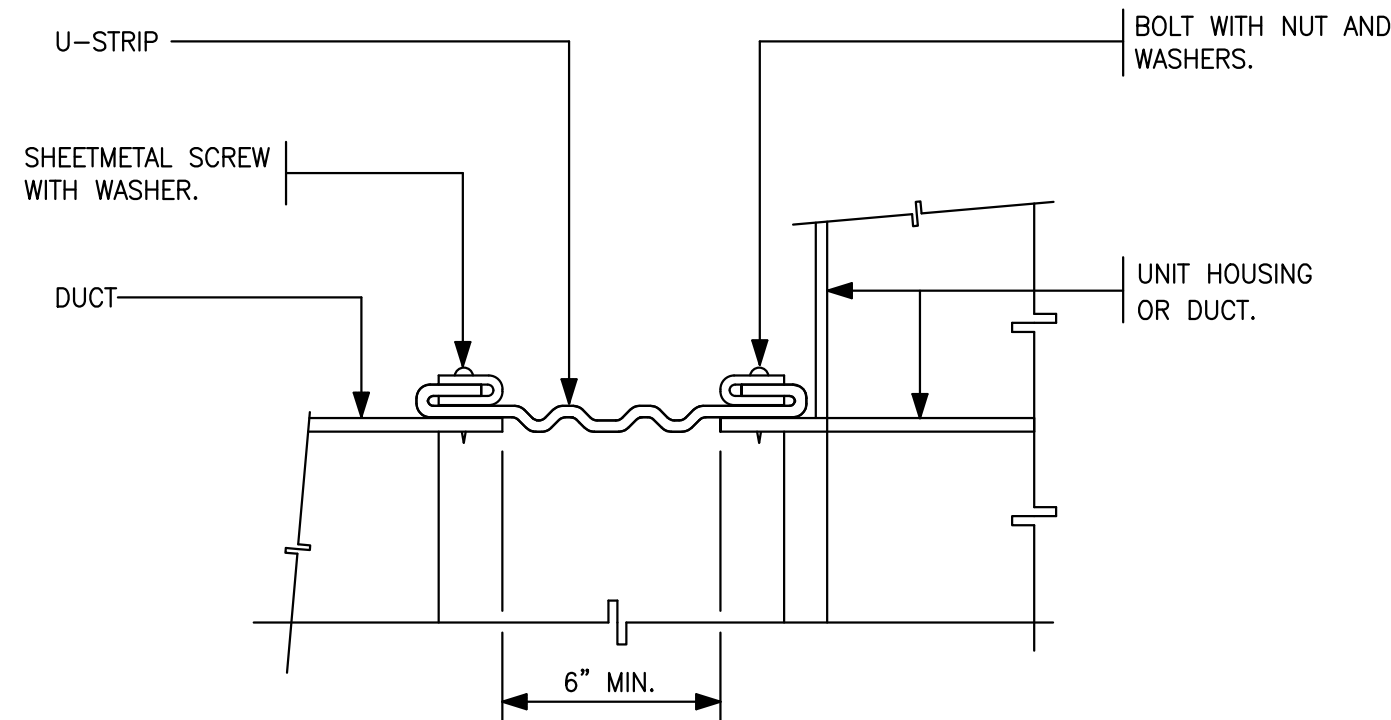 U-STRIP
BOLT WITH NUT AND
WASHERS.
SHEETMETAL SCREW
WITH WASHER.
DUCT
UNIT HOUSING
OR DUCT.
6" MIN.